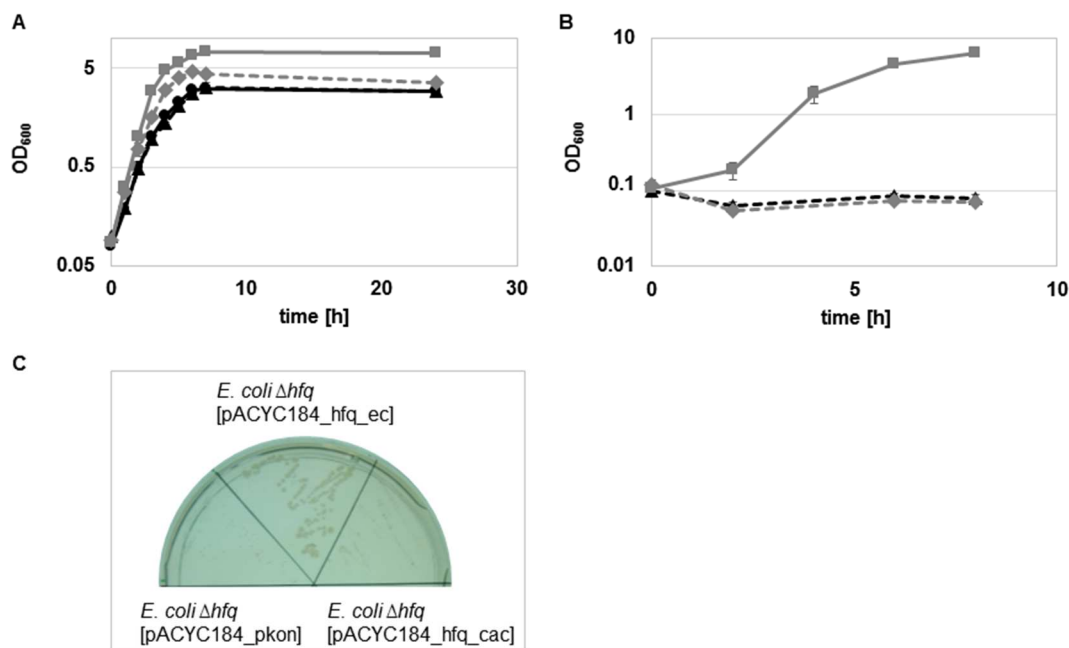 A
5
0.5
0.05
OD600
0
10
20
30
time [h]
B
10
1
0.1
0.01
OD600
0
5
10
time [h]
C
E. coli Δhfq
[pACYC184_hfq_ec]
E. coli Δhfq
[pACYC184_pkon]
E. coli Δhfq
[pACYC184_hfq_cac]